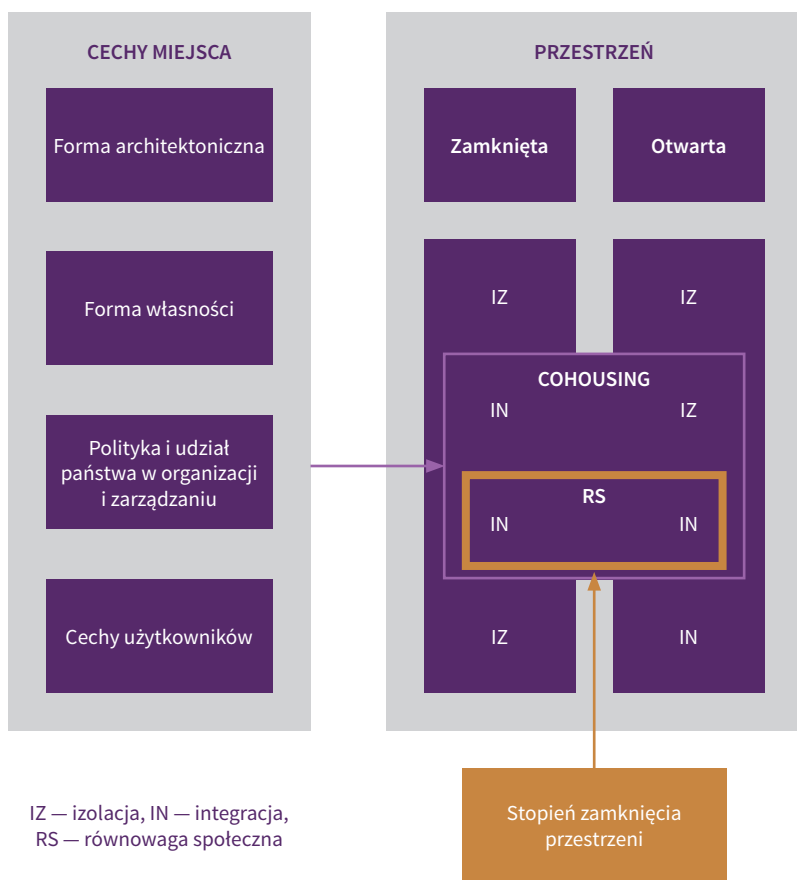 CECHY MIEJSCA
Forma architektoniczna
Forma własności
Polityka i udział
państwa w organizacji
i zarządzaniu
Cechy użytkowników
PRZESTRZEŃ
Zamknięta
Otwarta
IZ
IZ
COHOUSING
IN
IZ
RS
IN
IN
IZ
IN
IZ — izolacja, IN — integracja,
RS — równowaga społeczna
Stopień zamknięcia
przestrzeni